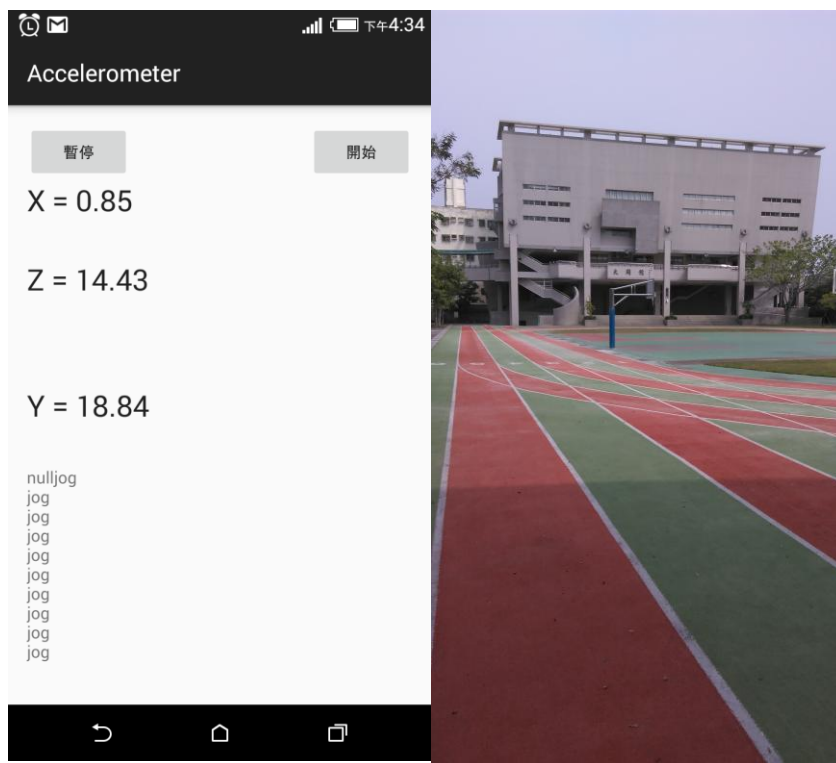 下午4:34
Accelerometer
暫停 開始
X = 0.85
Z = 14.43
Y = 18.84
nulljog
jog
jog
jog
jog
jog
jog
jog
jog
jog